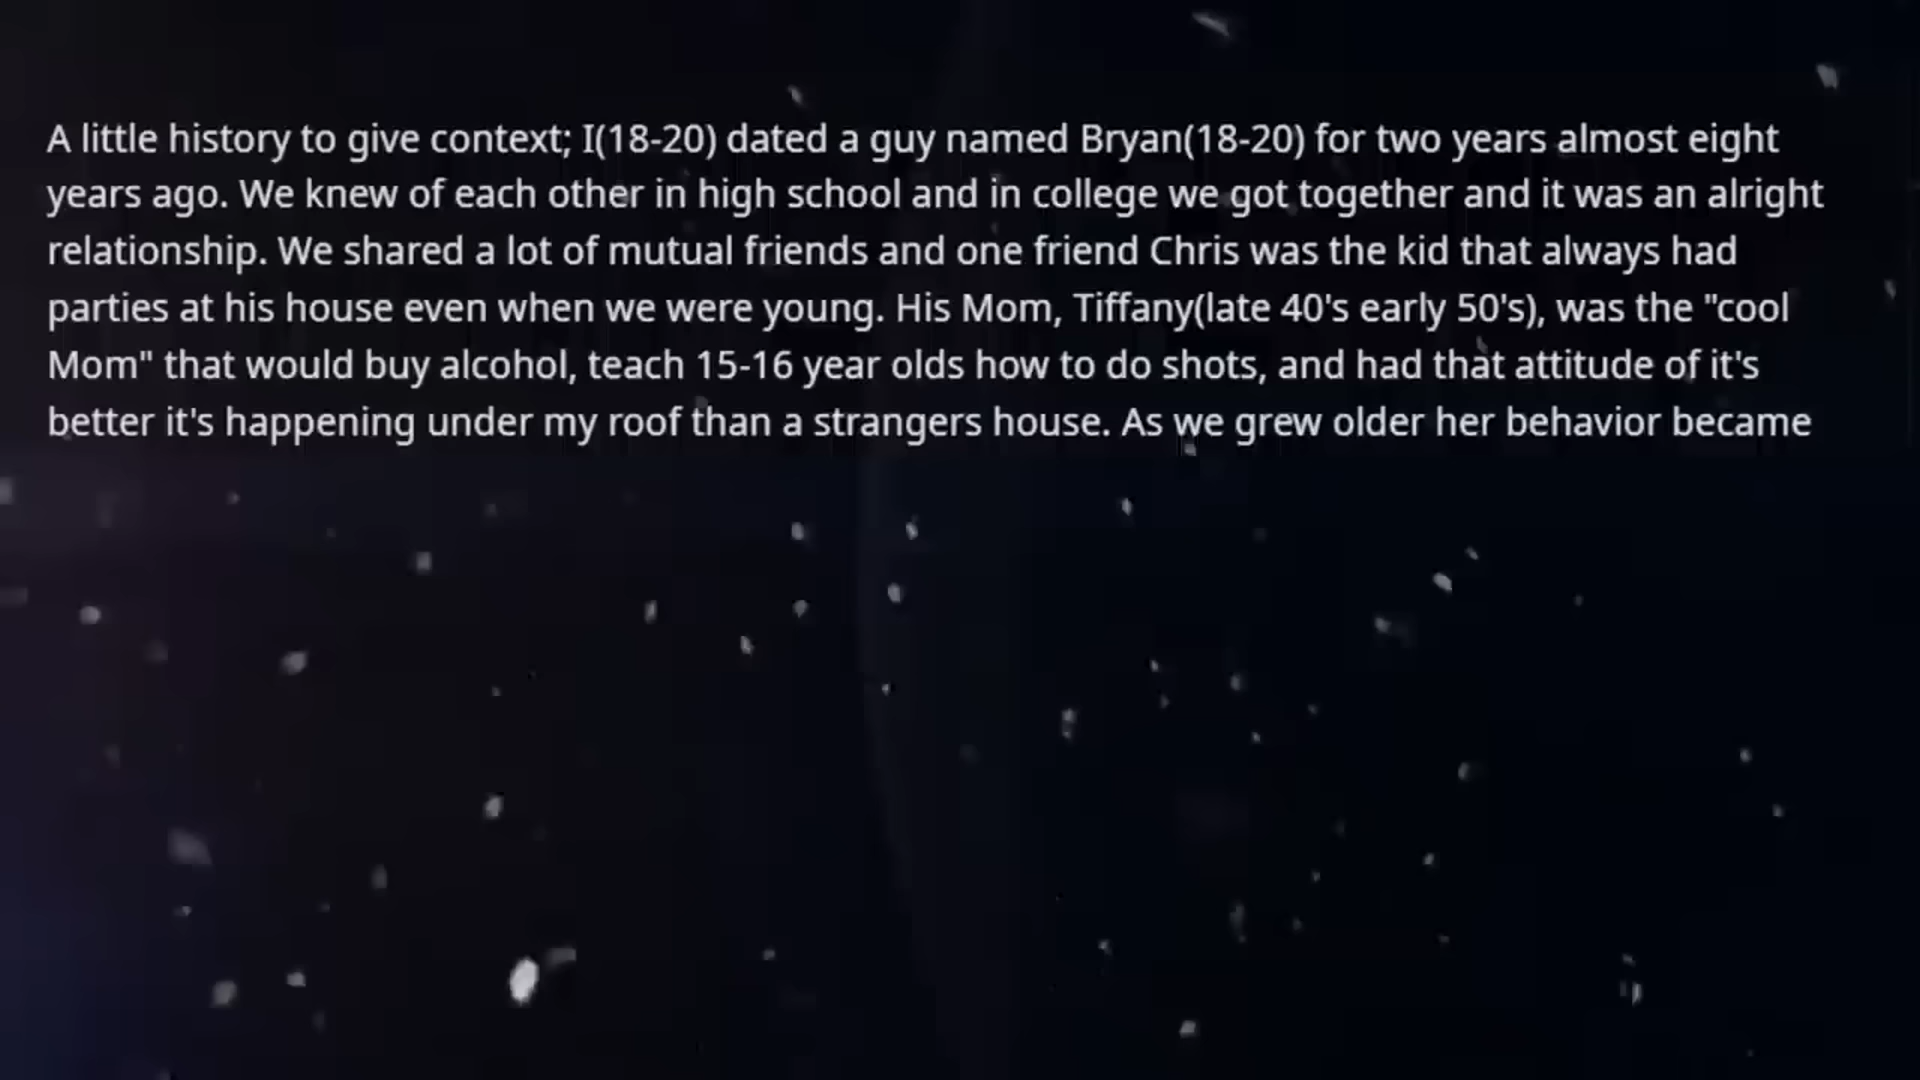 A little history to give context; I(18-20) dated a guy named Bryan(18-20) for two years almost eight
years ago. We knew of each other in high school and in college we got together and it was an alright
relationship. We shared a lot of mutual friends and one friend Chris was the kid that always had
parties at his house even when we were young. His Mom, Tiffany(late 40's early 50's), was the "cool
Mom" that would buy alcohol, teach 15-16 year olds how to do shots, and had that attitude of it's
better it's happening under my roof than a strangers house. As we grew older her behavior became